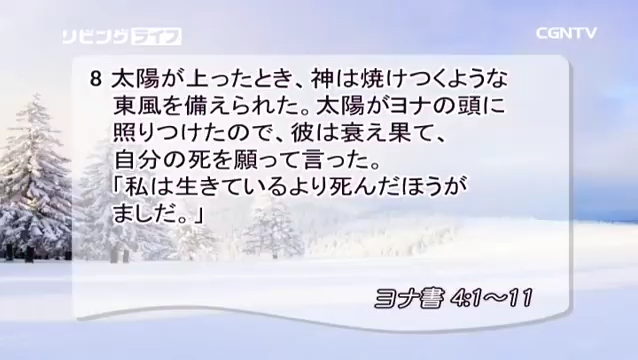 リビングライフ
CGNTV
8 太陽が上ったとき、神は焼けつくような
東風を備えられた。太陽がヨナの頭に
照りつけたので、彼は衰え果て、
自分の死を願って言った。
「私は生きているより死んだほうが
ましだ。」
ヨナ書 4:1〜11